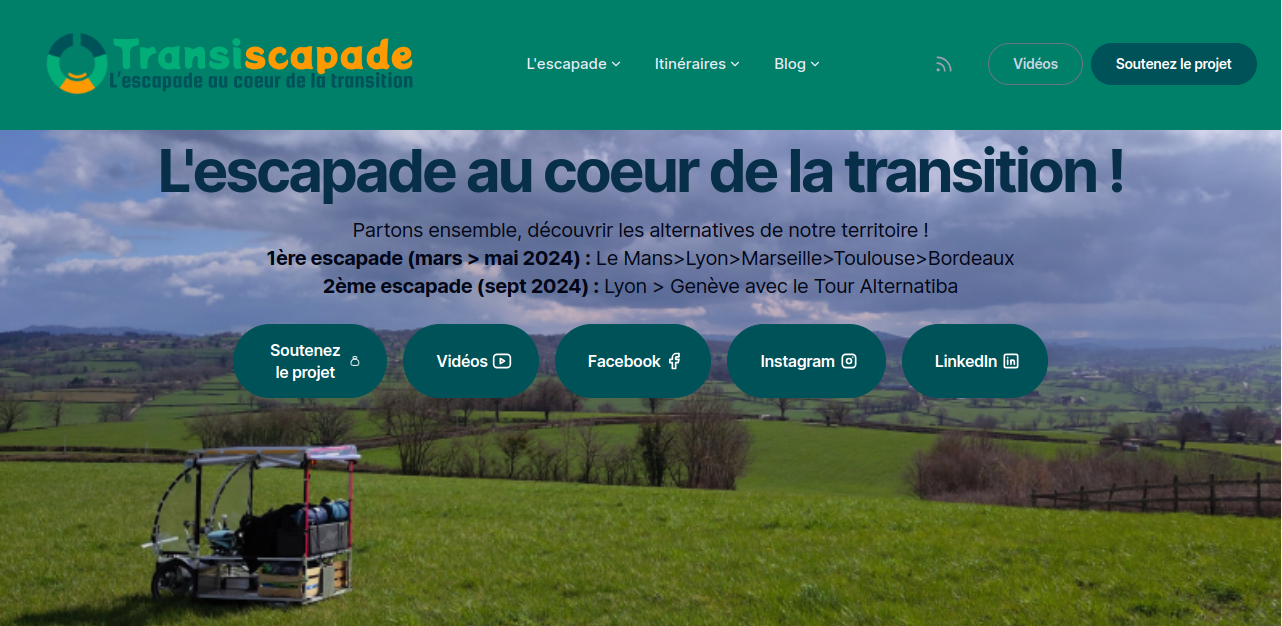 Transiscapade
L'escapade au coeur de la transition
L'escapade
Itinéraires
Blog
Vidéos
Soutenez le projet
L'escapade au coeur de la transition !
Partons ensemble, découvrir les alternatives de notre territoire !
1ère escapade (mars > mai 2024) : Le Mans>Lyon>Marseille>Toulouse>Bordeaux
2ème escapade (sept 2024) : Lyon > Genève avec le Tour Alternatiba
Soutenez
le projet
Vidéos
Facebook
Instagram
LinkedIn